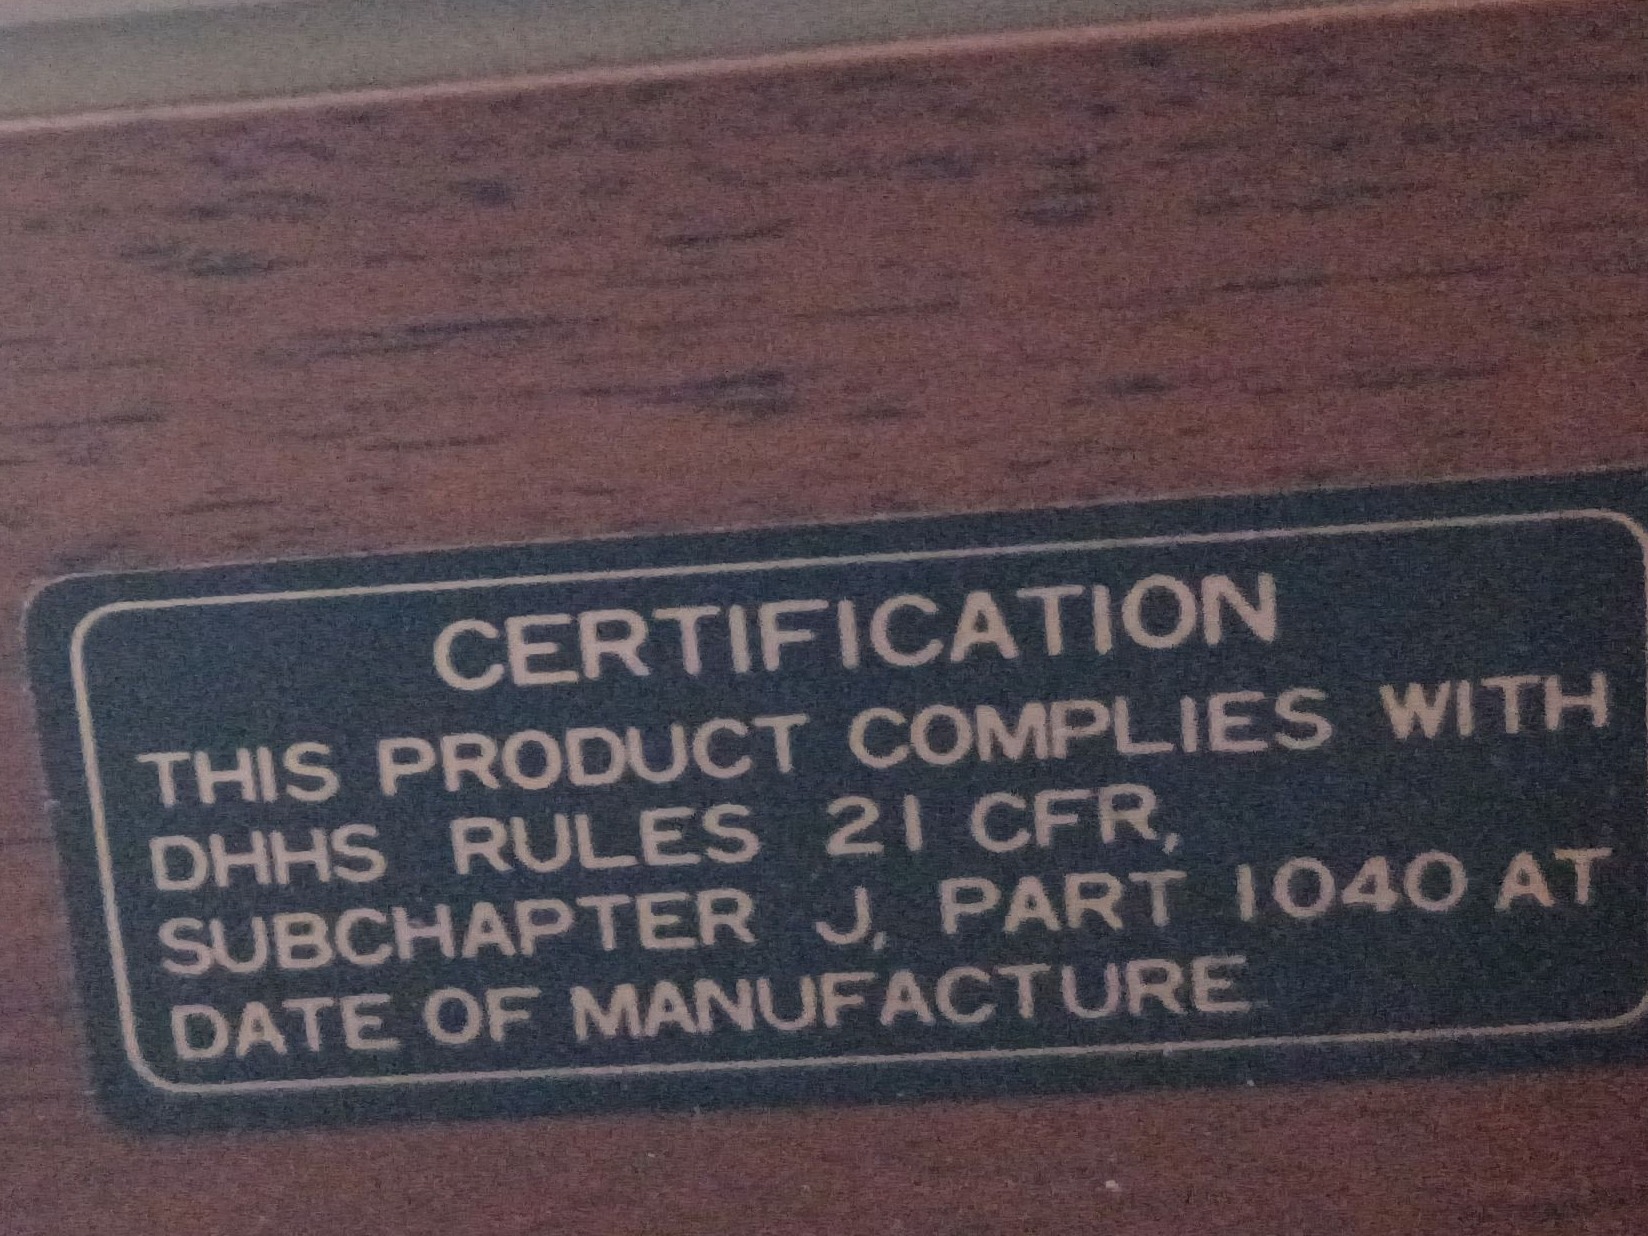 CERTIFICATION
THIS PRODUCT COMPLIES WITH
DHHS RULES 21 CFR,
SUBCHAPTER J, PART 1040 AT
DATE OF MANUFACTURE